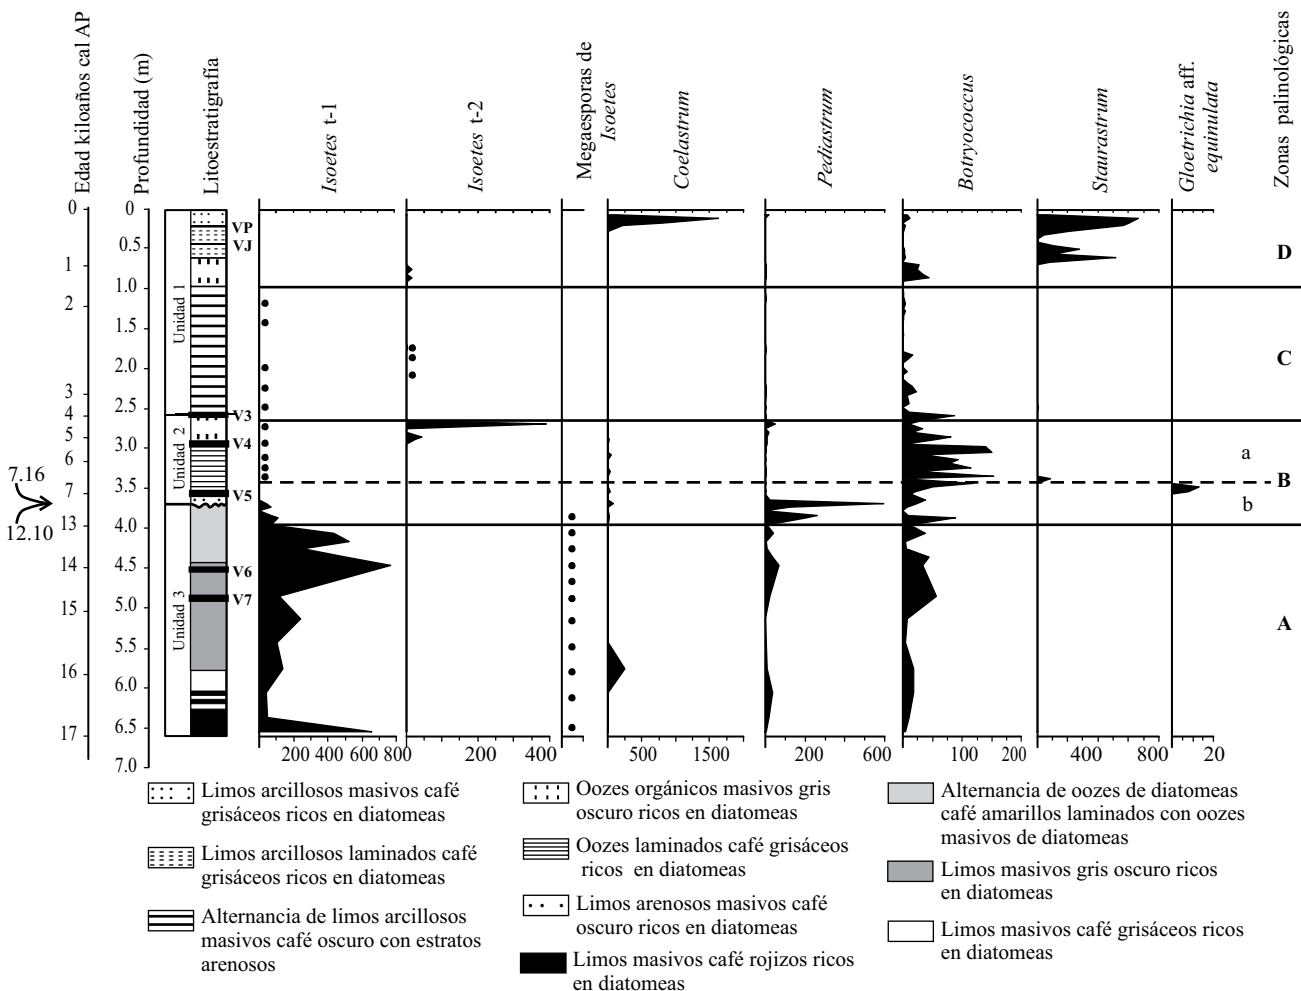 Edad kiloaños cal AP
Profundidad (m)
Litoestratigrafía
Isoetes t-1
Isoetes t-2
Megaesporas de
Isoetes
Coelastrum
Pediastrum
Botryococcus
Staurastrum
Gloetrichia aff.
equinulata
Zonas palinológicas
0
1
2
3
4
5
6
7
13
14
15
16
17
7.16
12.10
0
0.5
1.0
1.5
2.0
2.5
3.0
3.5
4.0
4.5
5.0
5.5
6.0
6.5
7.0
Unidad 1
Unidad 2
Unidad 3
VP
VJ
V3
V4
V5
V6
V7
D
C
a
B
b
A
200 400 600 800
0 200 400
500 1000 1500
0 600
0 100 200
400 800
0 20
Limos arcillosos masivos café
grisáceos ricos en diatomeas
Limos arcillosos laminados café
grisáceos ricos en diatomeas
Alternancia de limos arcillosos
masivos café oscuro con estratos
arenosos
Oozes orgánicos masivos gris
oscuro ricos en diatomeas
Oozes laminados café grisáceos
ricos en diatomeas
Limos arenosos masivos café
oscuro ricos en diatomeas
Limos masivos café rojizos ricos
en diatomeas
Alternancia de oozes de diatomeas
café amarillos laminados con oozes
masivos de diatomeas
Limos masivos gris oscuro ricos
en diatomeas
Limos masivos café grisáceos ricos
en diatomeas